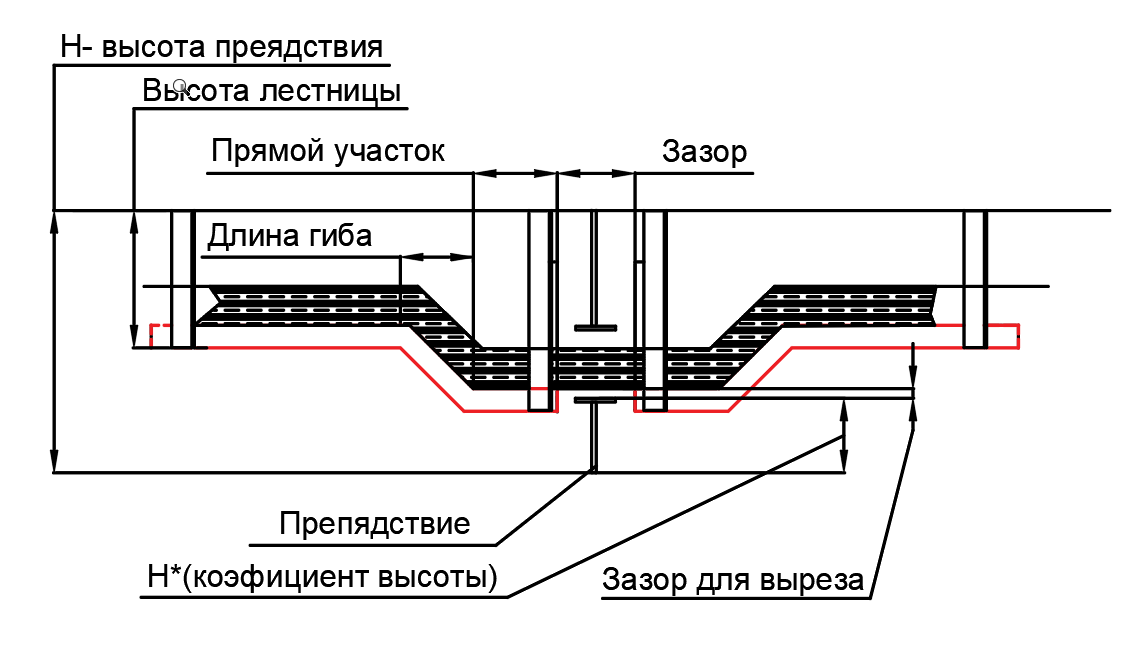 Н- высота преядствия
Высота лестницы
Прямой участок
Зазор
Длина гиба
Препядствие
Н*(коэфициент высоты)
Зазор для выреза